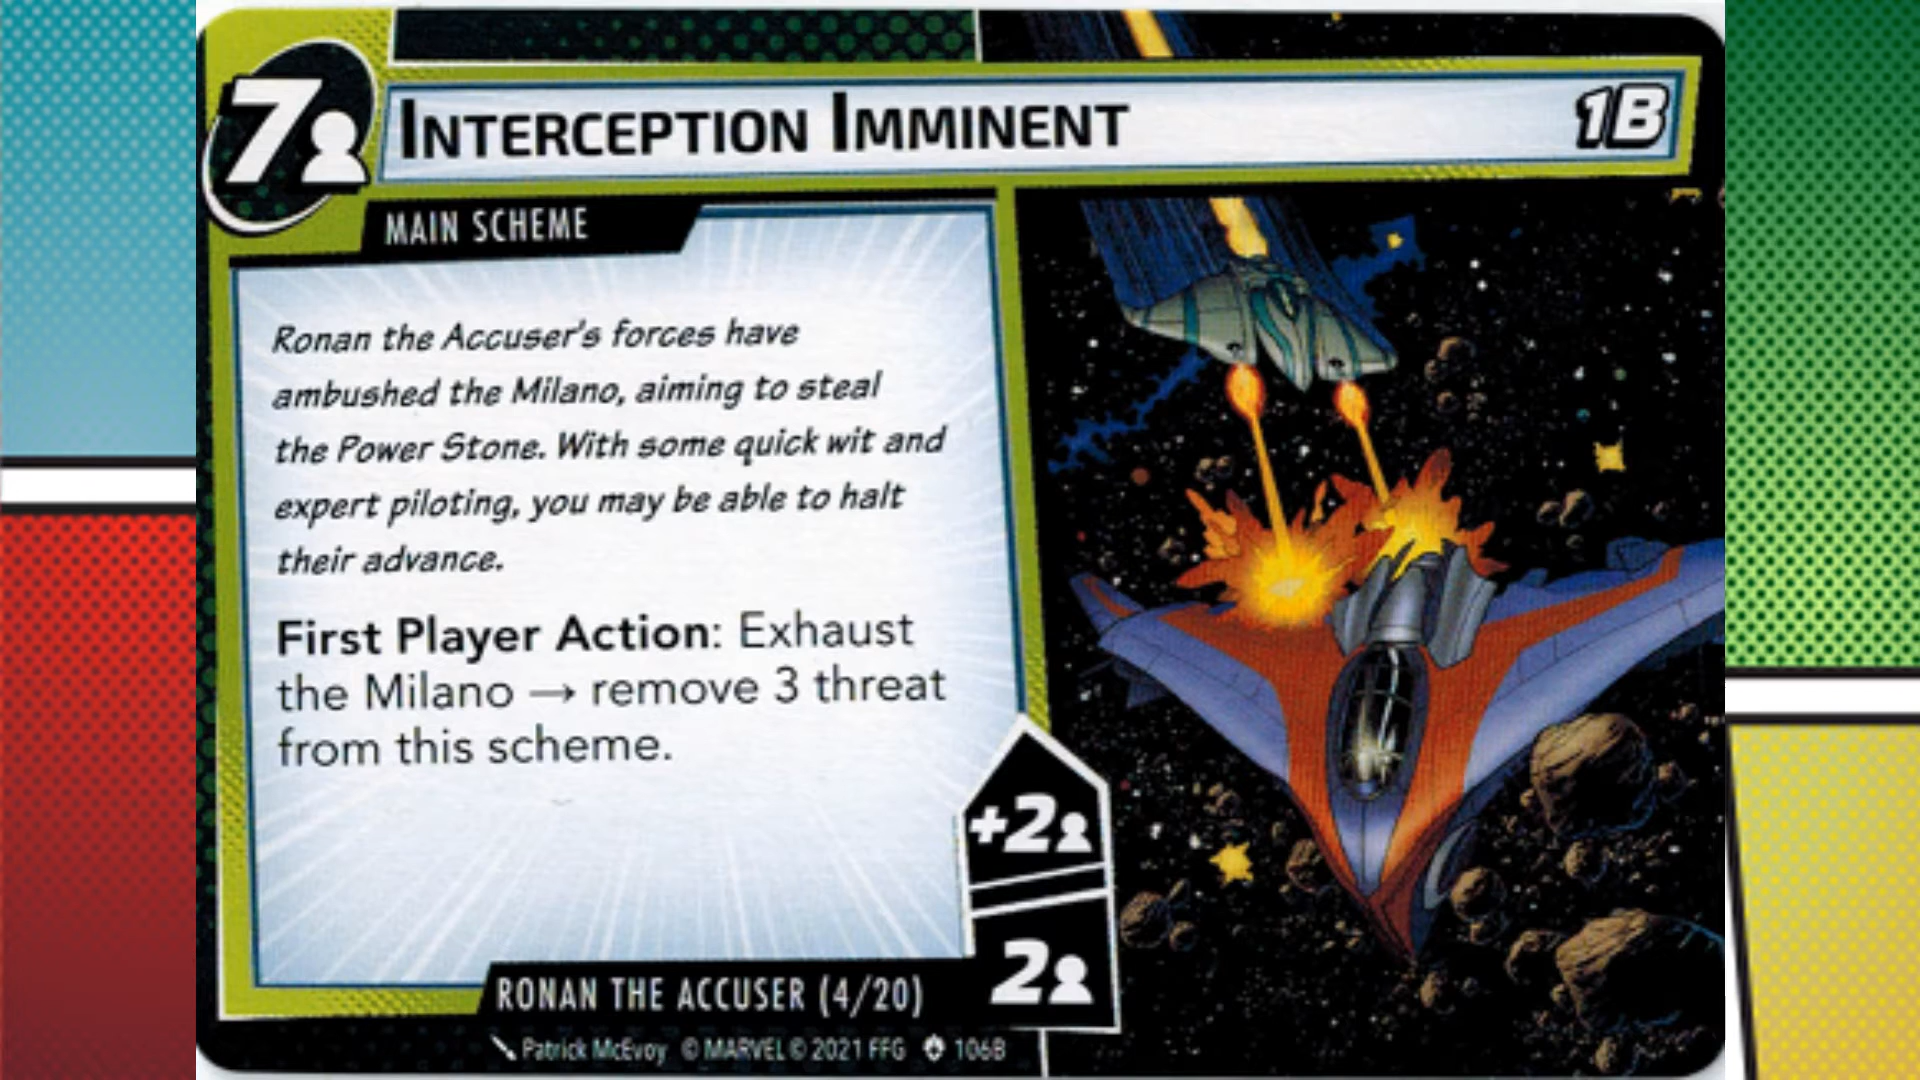 7
INTERCEPTION IMMINENT
1B
MAIN SCHEME
Ronan the Accuser's forces have
ambushed the Milano, aiming to steal
the Power Stone. With some quick wit and
expert piloting, you may be able to halt
their advance.
First Player Action: Exhaust
the Milano → remove 3 threat
from this scheme.
+2
2
RONAN THE ACCUSER (4/20)
Patrick McEvoy © MARVEL © 2021 FFG 106B